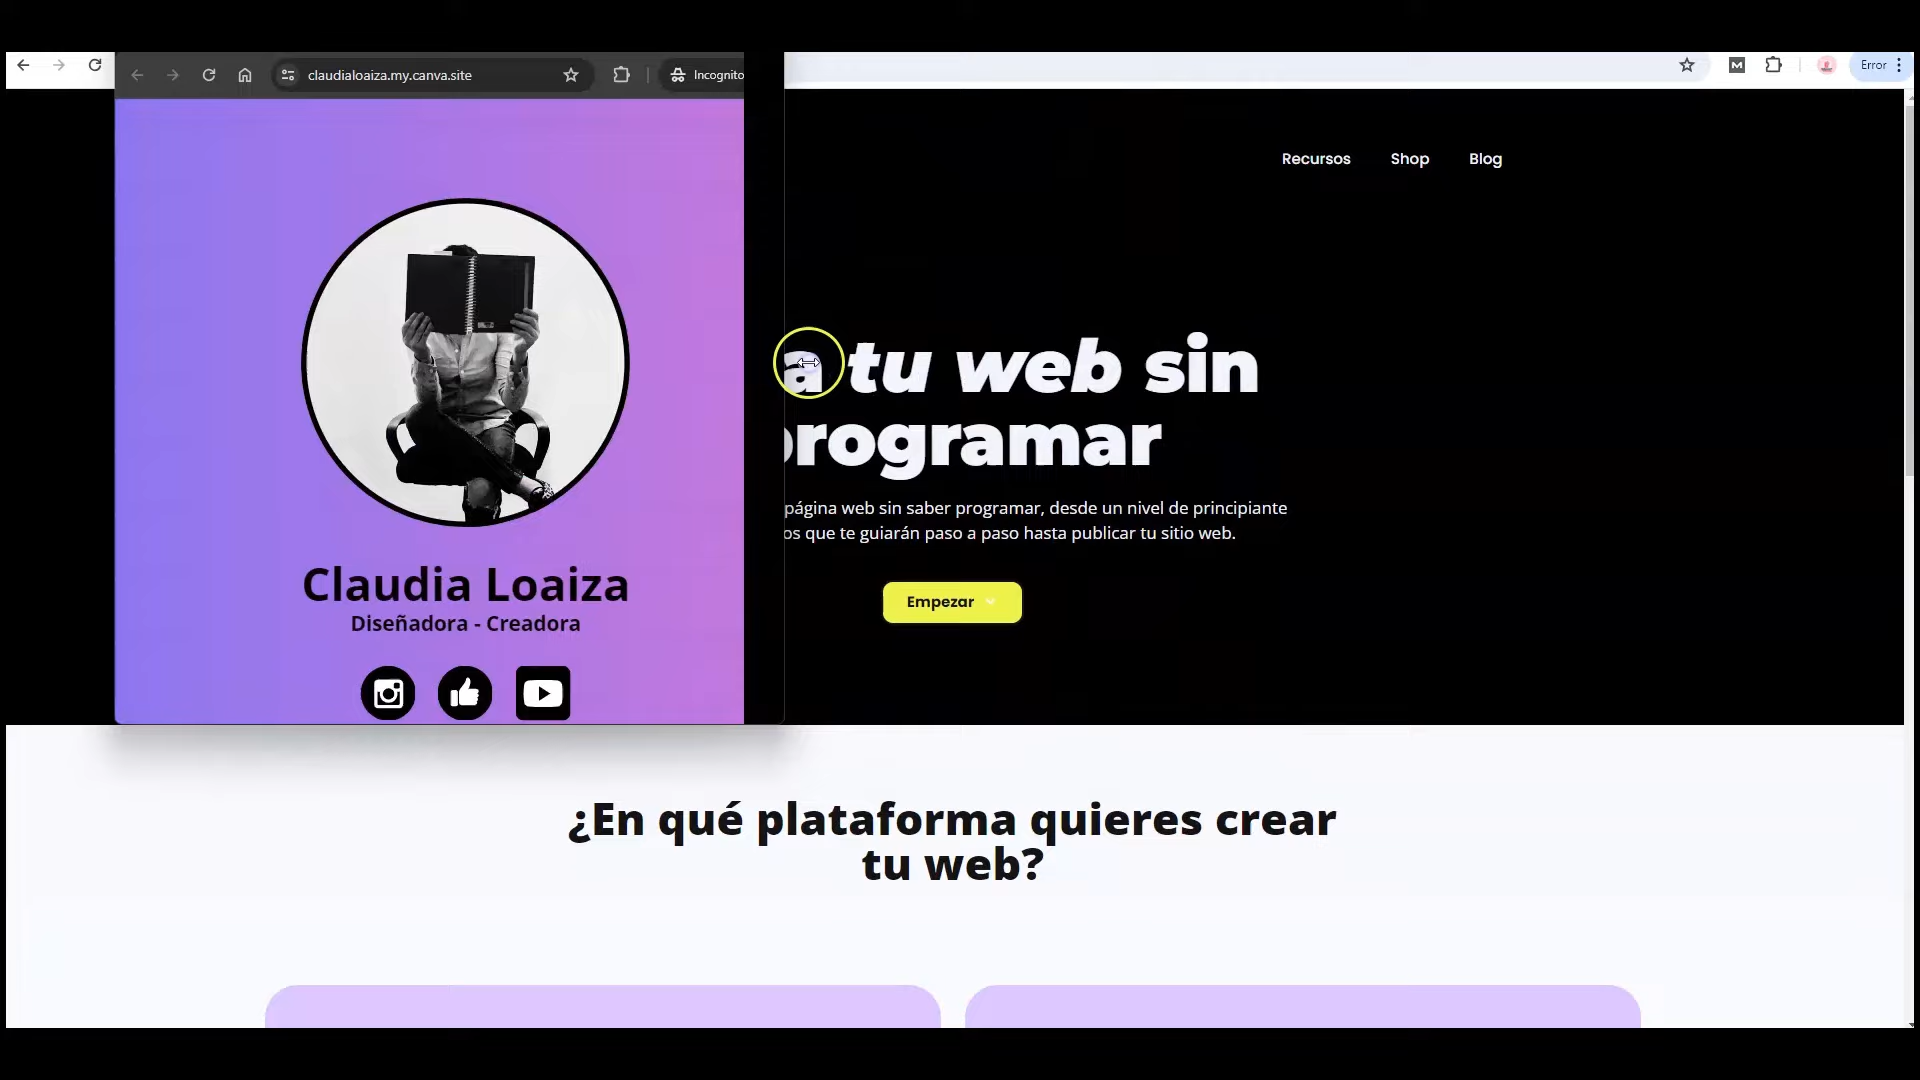 claudialoaiza.my.canva.site
Incognito
Error
Recursos
Shop
Blog
Claudia Loaiza
Diseñadora - Creadora
a tu web sin
programar
página web sin saber programar, desde un nivel de principiante
os que te guiarán paso a paso hasta publicar tu sitio web.
Empezar
¿En qué plataforma quieres crear
tu web?